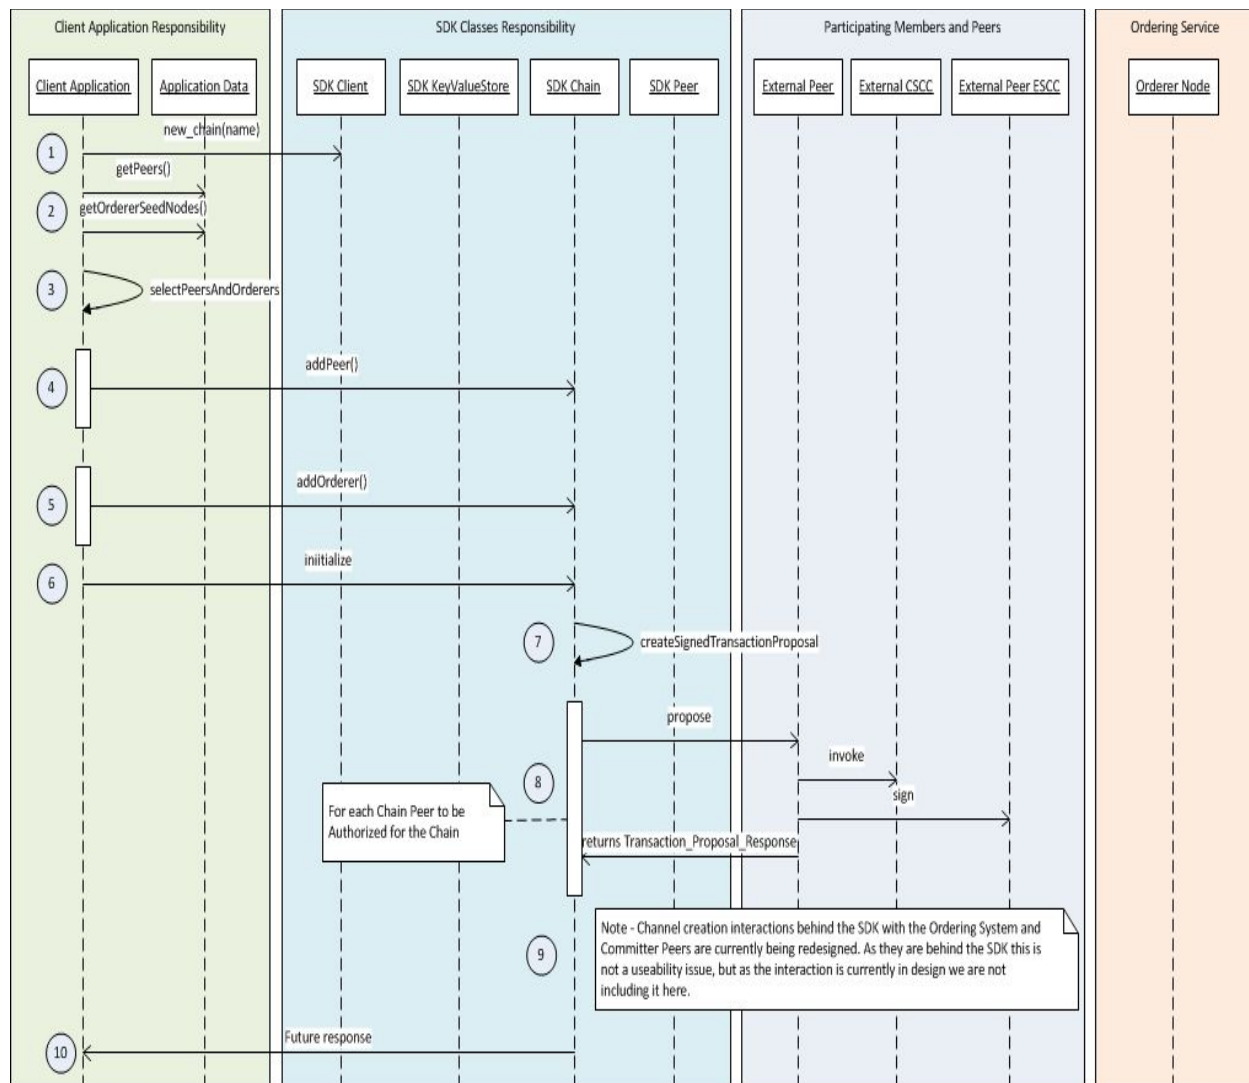 Client Application Responsibility
SDK Classes Responsibility
Participating Members and Peers
Ordering Service
Client Application
Application Data
SDK Client
SDK KeyValueStore
SDK Chain
SDK Peer
External Peer
External CSCC
External Peer ESCC
Orderer Node
new_chain(name)
1
getPeers()
2
getOrdererSeedNodes()
3
selectPeersAndOrderers
addPeer()
4
addOrderer()
5
iniitialize
6
7
createSignedTransactionProposal
propose
invoke
8
sign
For each Chain Peer to be
Authorized for the Chain
returns Transaction_Proposal_Response
9
Note - Channel creation interactions behind the SDK with the Ordering System and
Committer Peers are currently being redesigned. As they are behind the SDK this is
not a useability issue, but as the interaction is currently in design we are not
including it here.
Future response
10